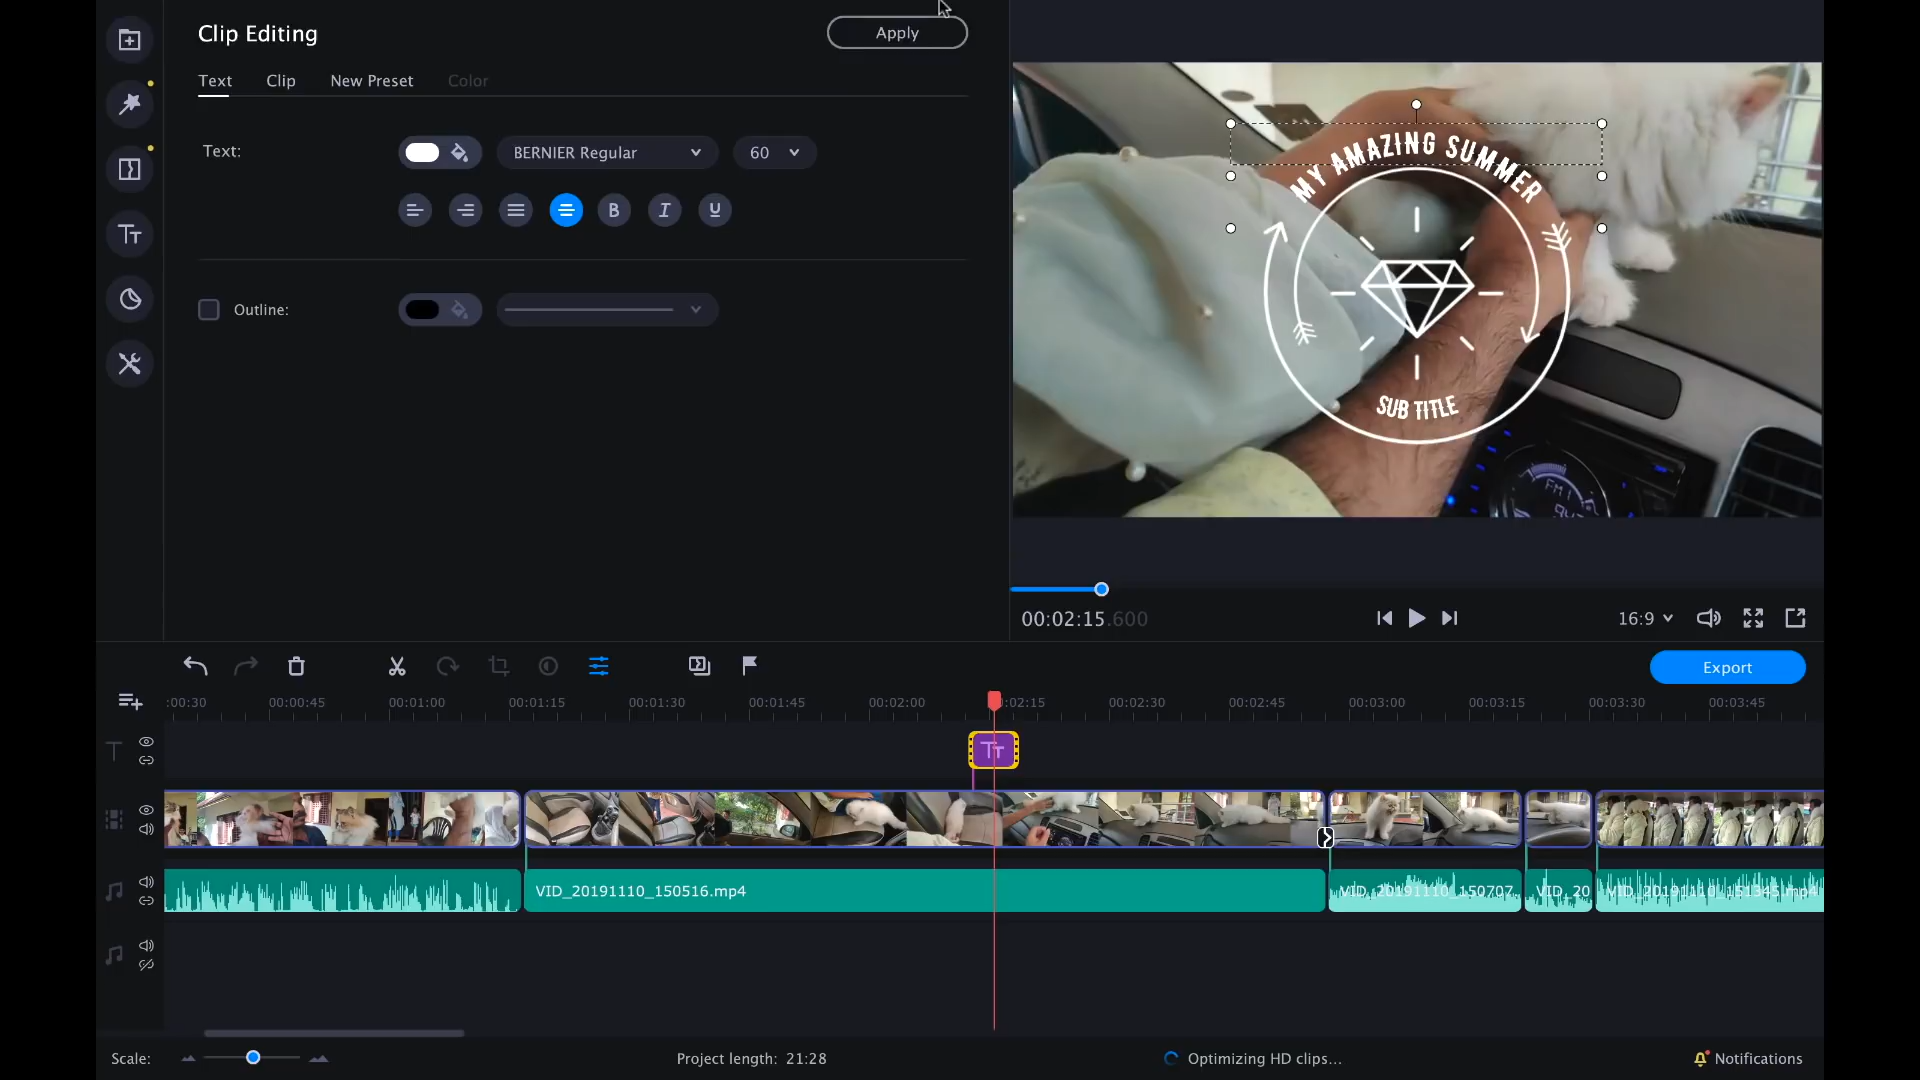 Clip Editing
Apply
Text
Clip
New Preset
Color
Text:
BERNIER Regular
60
B
I
U
Outline:
MY AMAZING SUMMER
SUB TITLE
FM1
00:02:15.600
16:9
Export
:00:30
00:00:45
00:01:00
00:01:15
00:01:30
00:01:45
00:02:00
:02:15
00:02:30
00:02:45
00:03:00
00:03:15
00:03:30
00:03:45
T
Tт
VID_20191110_150516.mp4
VID_20191110_150707
VID_20
VID_20191110_151345.mp4
Scale:
Project length: 21:28
Optimizing HD clips...
Notifications